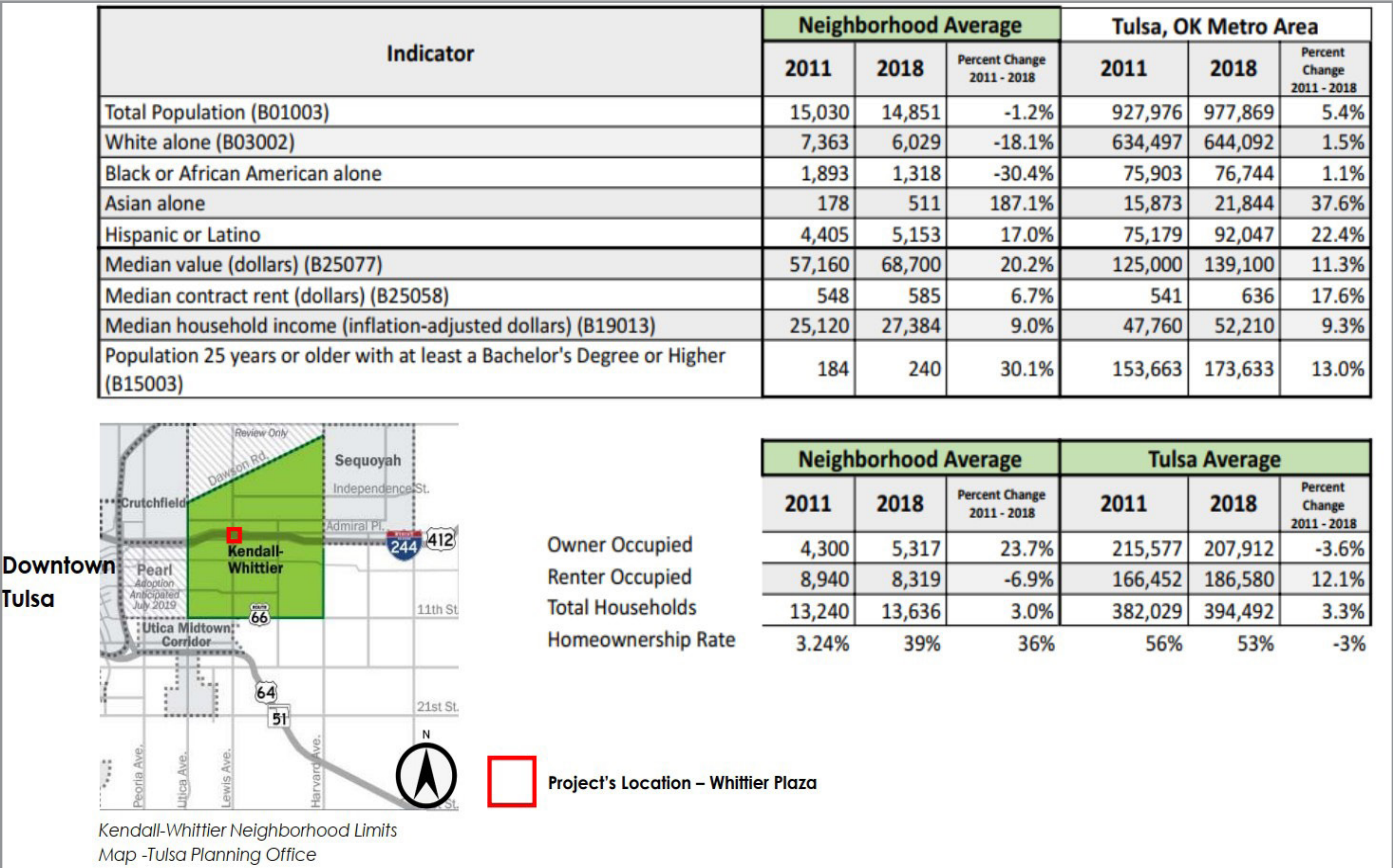 Indicator Neighborhood Average Tulsa, OK Metro Area
2011 2018 Percent Change 2011 - 2018 2011 2018 Percent Change 2011 - 2018
Total Population (B01003) 15,030 14,851 -1.2% 927,976 977,869 5.4%
White alone (B03002) 7,363 6,029 -18.1% 634,497 644,092 1.5%
Black or African American alone 1,893 1,318 -30.4% 75,903 76,744 1.1%
Asian alone 178 511 187.1% 15,873 21,844 37.6%
Hispanic or Latino 4,405 5,153 17.0% 75,179 92,047 22.4%
Median value (dollars) (B25077) 57,160 68,700 20.2% 125,000 139,100 11.3%
Median contract rent (dollars) (B25058) 548 585 6.7% 541 636 17.6%
Median household income (inflation-adjusted dollars) (B19013) 25,120 27,384 9.0% 47,760 52,210 9.3%
Population 25 years or older with at least a Bachelor's Degree or Higher
(B15003) 184 240 30.1% 153,663 173,633 13.0%
Review Only
Dawson Rd.
Sequoyah
Independence St.
Crutchfield
Admiral Pl.
244 412
Kendall-
Whittier
Downtown
Tulsa
Pearl
Adoption
Anticipated
July 2019
ROUTE
66
11th St
Utica Midtown
Corridor
64
51
21st St.
N
Peoria Ave.
Utica Ave.
Lewis Ave.
Harvard Ave.
St.
Neighborhood Average Tulsa Average
2011 2018 Percent Change 2011 - 2018 2011 2018 Percent Change 2011 - 2018
Owner Occupied 4,300 5,317 23.7% 215,577 207,912 -3.6%
Renter Occupied 8,940 8,319 -6.9% 166,452 186,580 12.1%
Total Households 13,240 13,636 3.0% 382,029 394,492 3.3%
Homeownership Rate 3.24% 39% 36% 56% 53% -3%
Project's Location – Whittier Plaza
Kendall-Whittier Neighborhood Limits
Map -Tulsa Planning Office